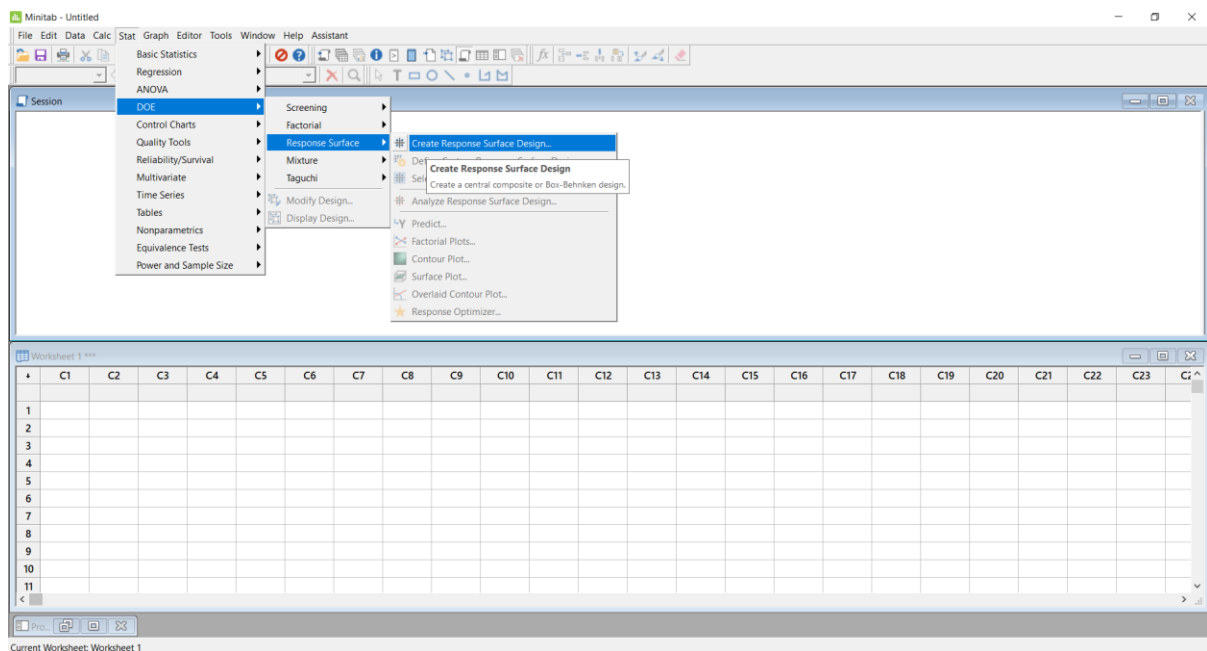 Minitab - Untitled
File Edit Data Calc Stat Graph Editor Tools Window Help Assistant
Session
Basic Statistics
Regression
ANOVA
DOE
Control Charts
Quality Tools
Reliability/Survival
Multivariate
Time Series
Tables
Nonparametrics
Equivalence Tests
Power and Sample Size
Screening
Factorial
Response Surface
Mixture
Taguchi
Modify Design...
Display Design...
Create Response Surface Design...
Create Response Surface Design
Create a central composite or Box-Behnken design.
Analyze Response Surface Design...
Predict...
Factorial Plots...
Contour Plot...
Surface Plot...
Overlaid Contour Plot...
Response Optimizer...
Worksheet 1 ***
C1 C2 C3 C4 C5 C6 C7 C8 C9 C10 C11 C12 C13 C14 C15 C16 C17 C18 C19 C20 C21 C22 C23
1
2
3
4
5
6
7
8
9
10
11
Pro...
Current Worksheet: Worksheet 1